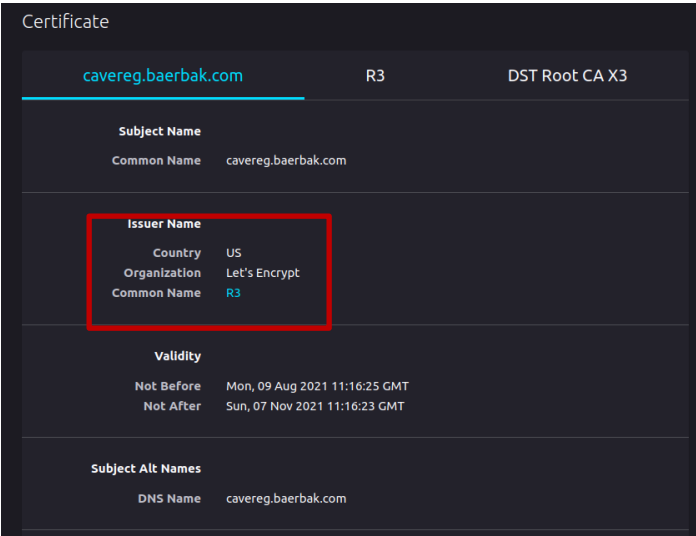 Certificate
cavereg.baerbak.com R3 DST Root CA X3
Subject Name
Common Name cavereg.baerbak.com
Issuer Name
Country US
Organization Let's Encrypt
Common Name R3
Validity
Not Before Mon, 09 Aug 2021 11:16:25 GMT
Not After Sun, 07 Nov 2021 11:16:23 GMT
Subject Alt Names
DNS Name cavereg.baerbak.com